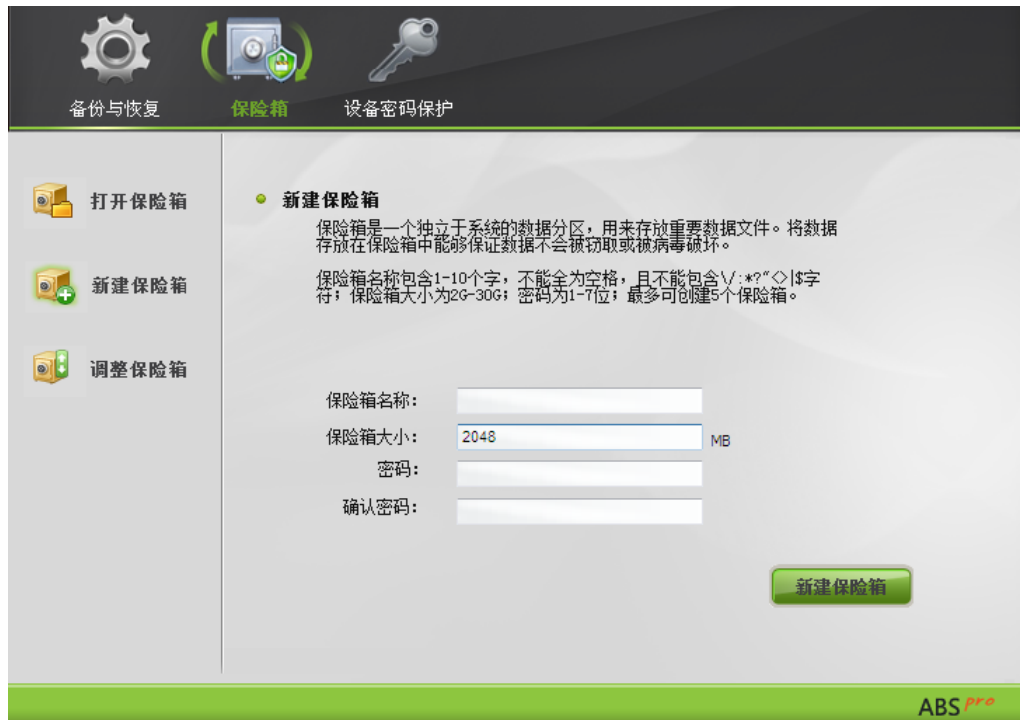 备份与恢复
保险箱
设备密码保护
打开保险箱
新建保险箱
调整保险箱
新建保险箱
保险箱是一个独立于系统的数据分区，用来存放重要数据文件。将数据
存放在保险箱中能够保证数据不会被窃取或被病毒破坏。
保险箱名称包含1-10个字，不能全为空格，且不能包含\/:*?"<>|$字
符；保险箱大小为2G-30G；密码为1-7位；最多可创建5个保险箱。
保险箱名称：
保险箱大小： 2048 MB
密码：
确认密码：
新建保险箱
ABS pro